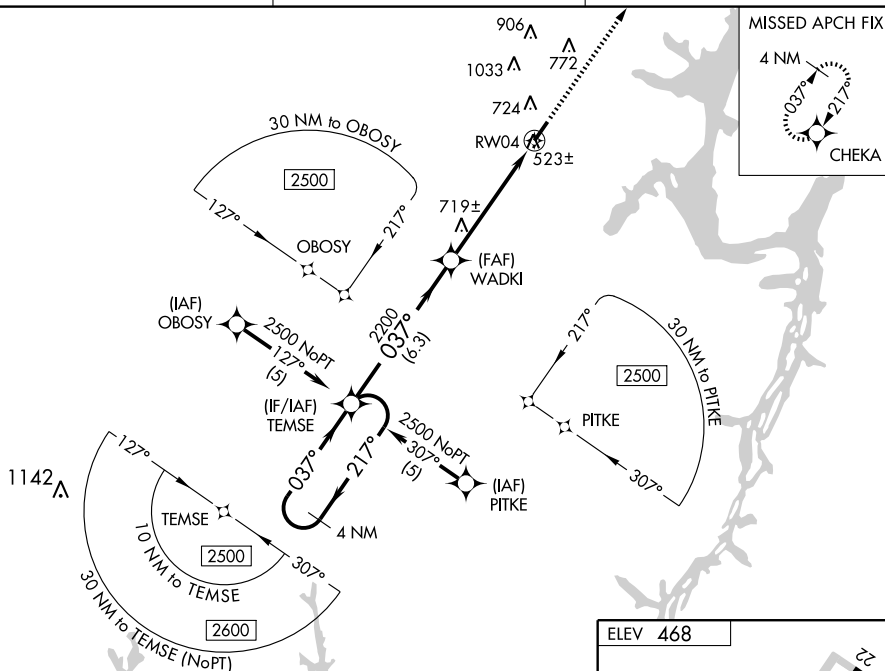 MISSED APCH FIX
4 NM
037°
217°
CHEKA
906
772
1033
724
RW04
523±
30 NM to OBOSY
2500
127°
217°
OBOSY
719±
(FAF)
WADKI
(IAF)
OBOSY
2500 NoPT
127°
(5)
2200
037°
(6.3)
(IF/IAF)
TEMSE
217°
30 NM to PITKE
2500
PITKE
307°
2500 NoPT
307°
(5)
(IAF)
PITKE
037°
217°
4 NM
1142
127°
TEMSE
2500
307°
10 NM to TEMSE
2600
30 NM to TEMSE (NoPT)
ELEV 468
22